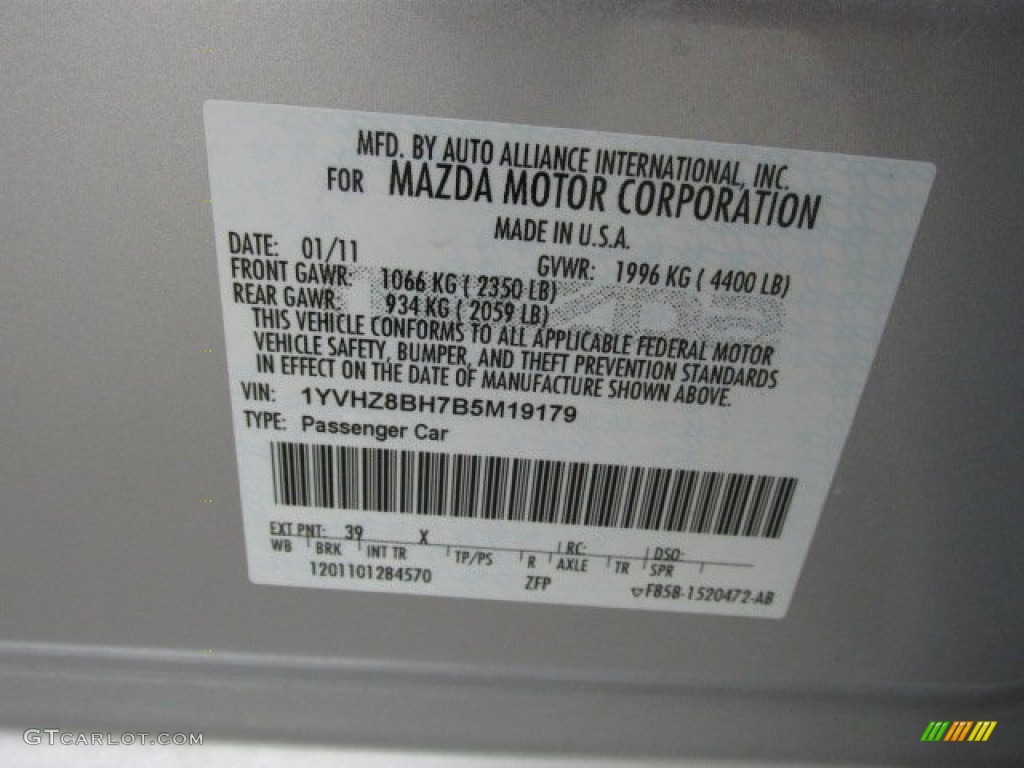 MFD. BY AUTO ALLIANCE INTERNATIONAL, INC.
FOR MAZDA MOTOR CORPORATION
MADE IN U.S.A.
DATE: 01/11 GVWR: 1996 KG ( 4400 LB)
FRONT GAWR: 1066 KG ( 2350 LB)
REAR GAWR: 934 KG ( 2059 LB)
THIS VEHICLE CONFORMS TO ALL APPLICABLE FEDERAL MOTOR
VEHICLE SAFETY, BUMPER, AND THEFT PREVENTION STANDARDS
IN EFFECT ON THE DATE OF MANUFACTURE SHOWN ABOVE.
VIN: 1YVHZ8BH7B5M19179
TYPE: Passenger Car
EXT PNT: 39 X RC: DSO:
WB BRK INT TR TP/PS R AXLE TR SPR
1201101284570 ZFP F85B-1520472-AB
GTCARLOT.COM